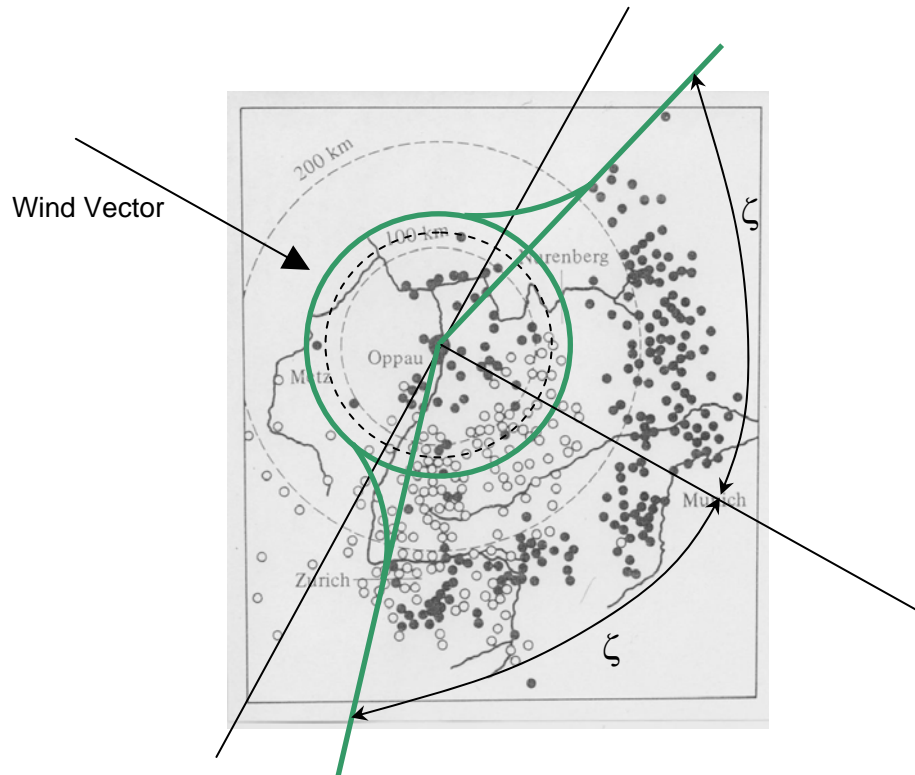 200 km
Wind Vector
100 km
Nurenberg
ζ
Oppau
Metz
Munich
Zurich
ζ